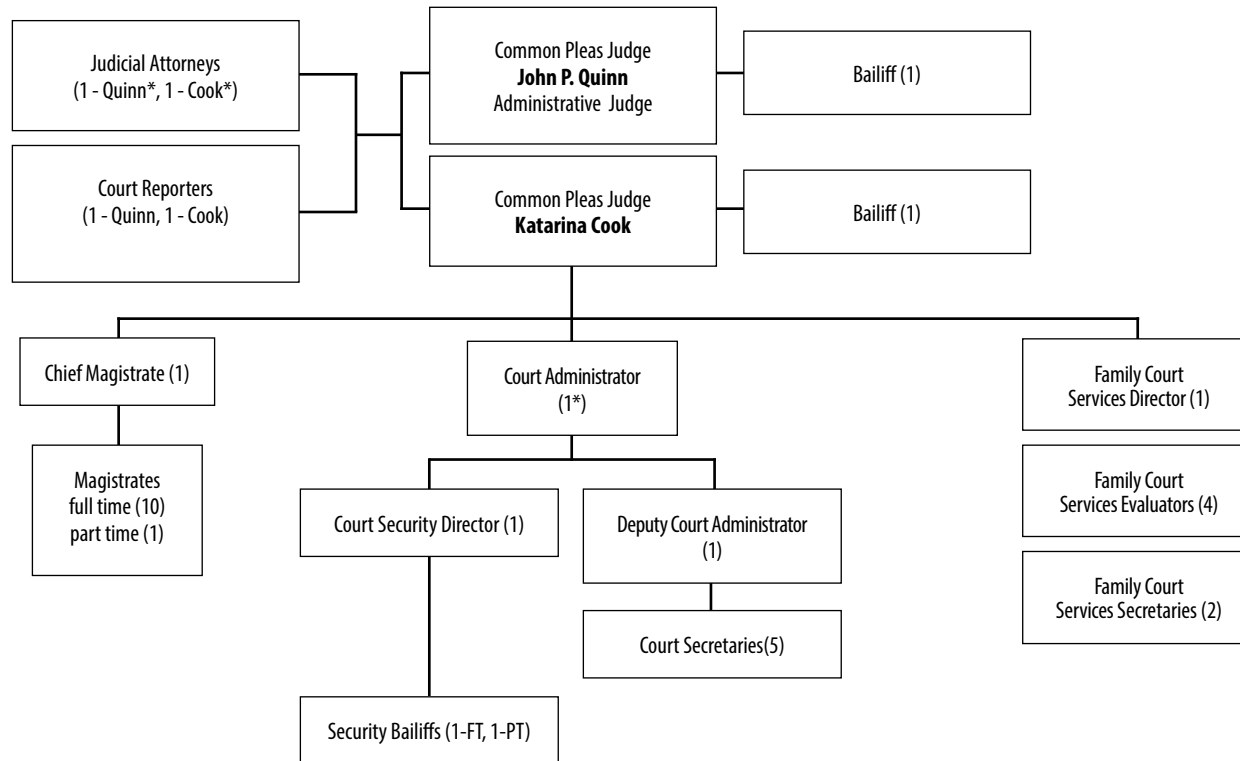 Judicial Attorneys
(1 - Quinn*, 1 - Cook*)
Court Reporters
(1 - Quinn, 1 - Cook)
Common Pleas Judge
John P. Quinn
Administrative Judge
Bailiff (1)
Common Pleas Judge
Katarina Cook
Bailiff (1)
Chief Magistrate (1)
Magistrates
full time (10)
part time (1)
Court Administrator
(1*)
Court Security Director (1)
Security Bailiffs (1-FT, 1-PT)
Deputy Court Administrator
(1)
Court Secretaries(5)
Family Court
Services Director (1)
Family Court
Services Evaluators (4)
Family Court
Services Secretaries (2)